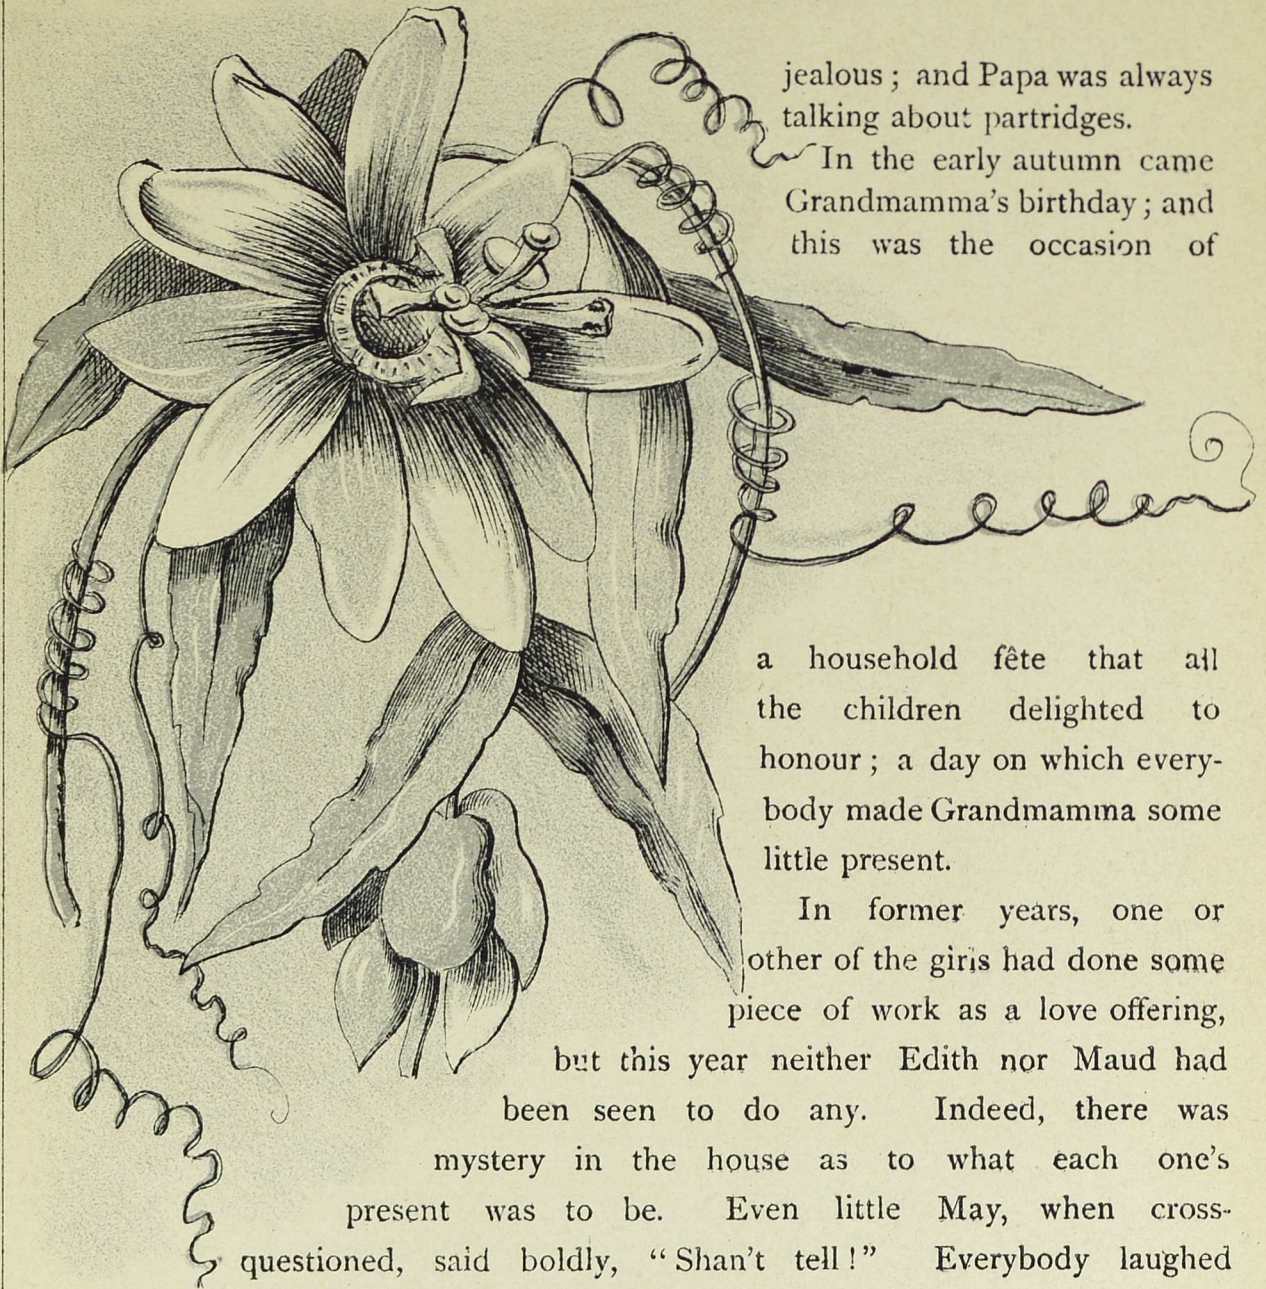 jealous; and Papa was always
talking about partridges.
In the early autumn came
Grandmamma's birthday; and
this was the occasion of
a household fête that all
the children delighted to
honour; a day on which every-
body made Grandmamma some
little present.
In former years, one or
other of the girls had done some
piece of work as a love offering,
but this year neither Edith nor Maud had
been seen to do any. Indeed, there was
mystery in the house as to what each one's
present was to be. Even little May, when cross-
questioned, said boldly, "Shan't tell!" Everybody laughed